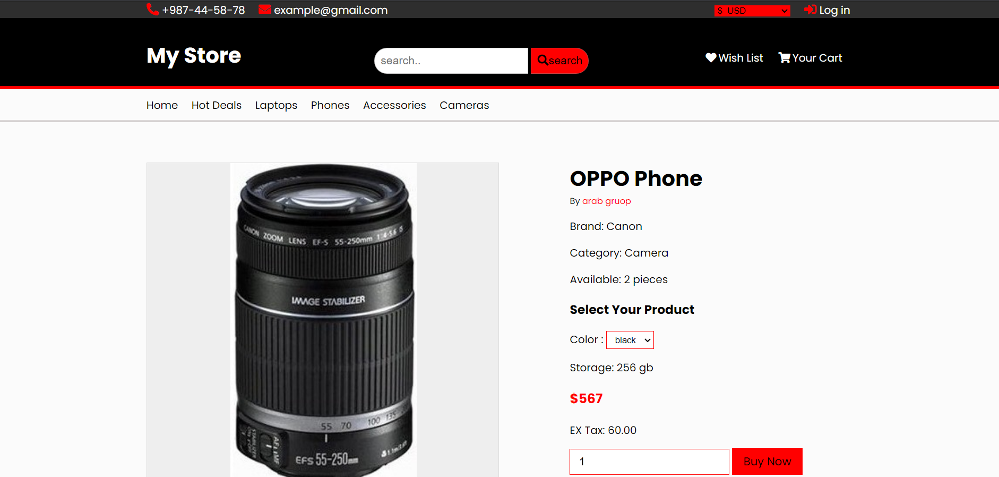 +987-44-58-78 example@gmail.com $ USD Log in
My Store search.. search Wish List Your Cart
Home Hot Deals Laptops Phones Accessories Cameras
OPPO Phone
By arab gruop
Brand: Canon
Category: Camera
Available: 2 pieces
Select Your Product
Color : black
Storage: 256 gb
$567
EX Tax: 60.00
1 Buy Now
CANON ZOOM LENS EF-S 55-250mm 1:4-5.6 IS
IMAGE STABILIZER
55 70 100 135
STABILIZER
AF MF
EFS 55-250mm